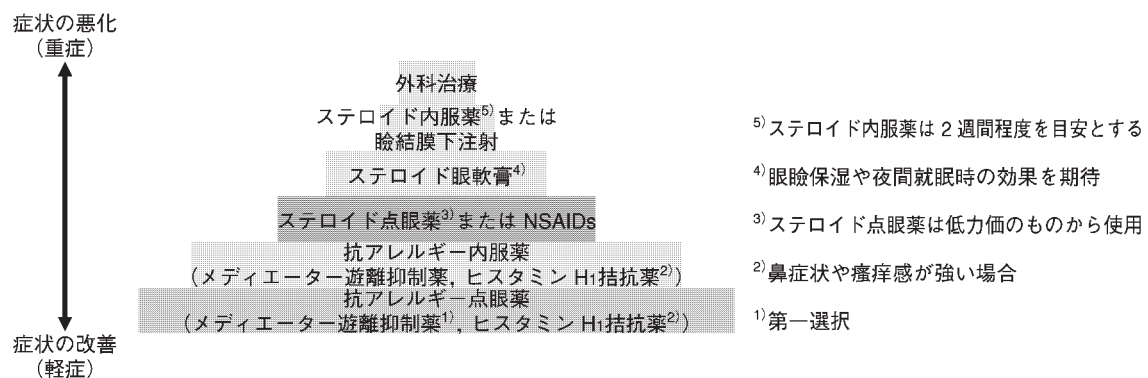 症状の悪化
(重症)
外科治療
ステロイド内服薬5)または
瞼結膜下注射
ステロイド眼軟膏4)
ステロイド点眼薬3)または NSAIDs
抗アレルギー内服薬
(メディエーター遊離抑制薬, ヒスタミン H1拮抗薬2))
抗アレルギー点眼薬
(メディエーター遊離抑制薬1), ヒスタミン H1拮抗薬2))
症状の改善
(軽症)
5)ステロイド内服薬は 2 週間程度を目安とする
4)眼瞼保湿や夜間就眠時の効果を期待
3)ステロイド点眼薬は低力価のものから使用
2)鼻症状や瘙痒感が強い場合
1)第一選択